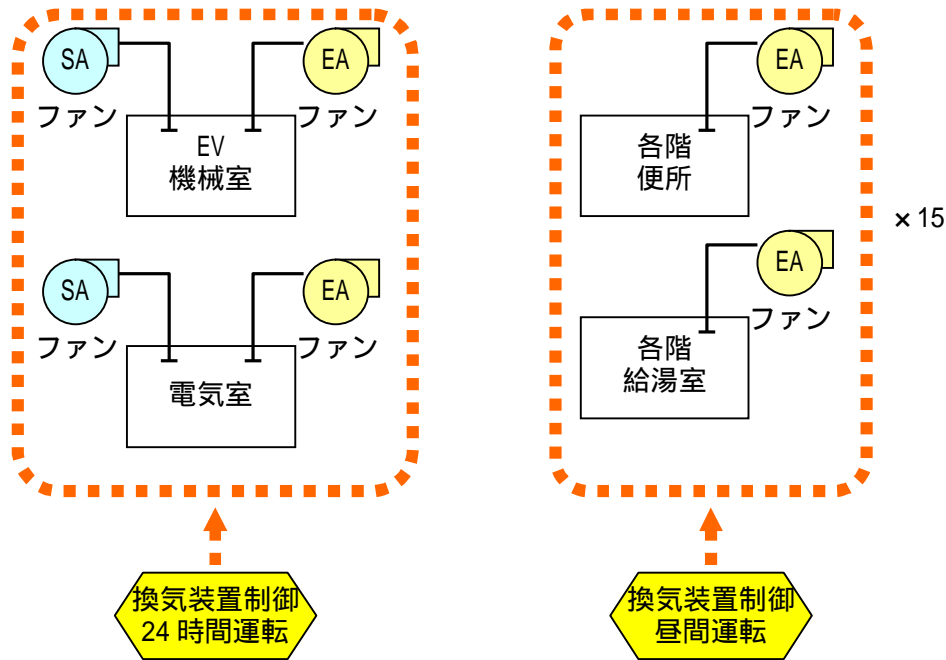 SA
ファン
EA
ファン
EV
機械室
SA
ファン
EA
ファン
電気室
換気装置制御
24 時間運転
EA
ファン
各階
便所
EA
ファン
各階
給湯室
×15
換気装置制御
昼間運転